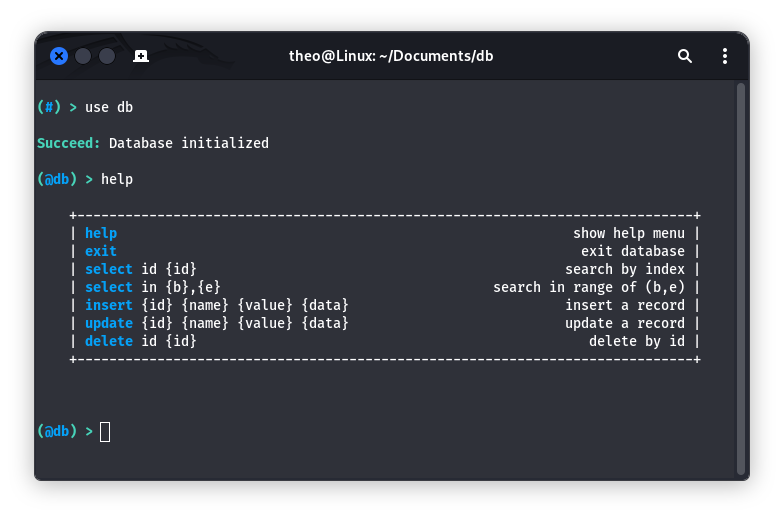 theo@Linux: ~/Documents/db
(#) > use db
Succeed: Database initialized
(@db) > help
+-----------------------------------------------------------------------------+
| help                                                         show help menu |
| exit                                                          exit database |
| select id {id}                                              search by index |
| select in {b},{e}                                  search in range of (b,e) |
| insert {id} {name} {value} {data}                           insert a record |
| update {id} {name} {value} {data}                           update a record |
| delete id {id}                                                 delete by id |
+-----------------------------------------------------------------------------+
(@db) >